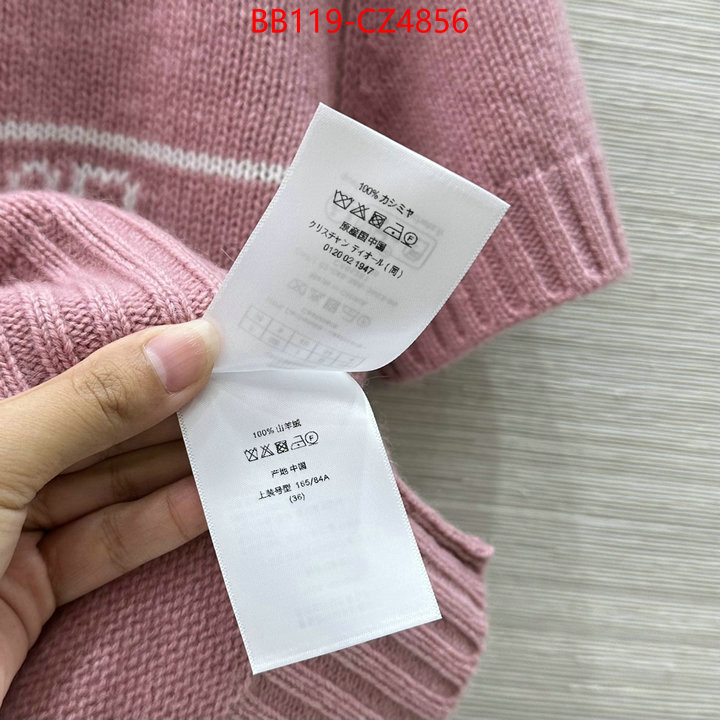 BB119-CZ4856
100% カシミヤ
原産国中国
クリスチャン ディオール(岡)
0120 02 1947
100% 山羊绒
产地 中国
上装号型 165/84A
(36)